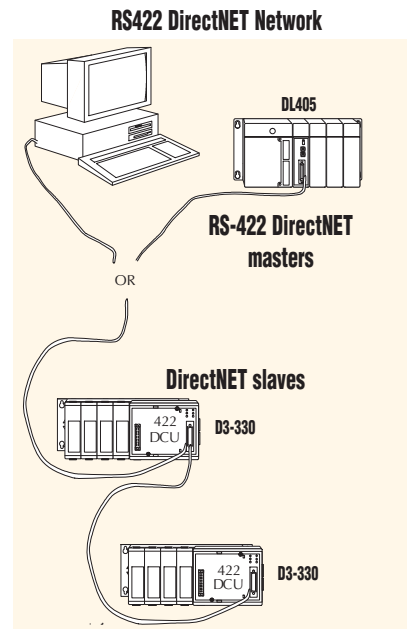 RS422 DirectNET Network
DL405
RS-422 DirectNET
masters
OR
DirectNET slaves
422
DCU
D3-330
422
DCU
D3-330